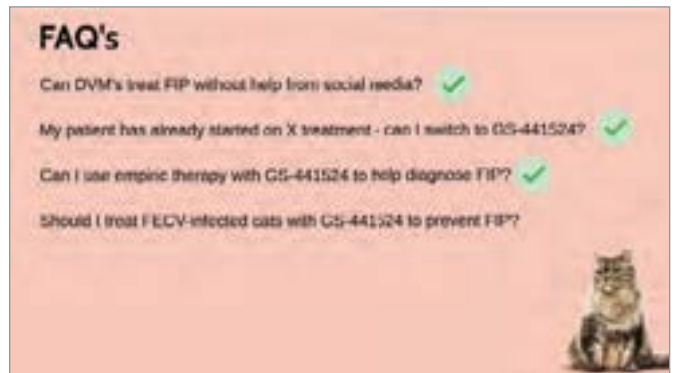 FAQ's
Can DVM's treat FIP without help from social media?
My patient has already started on X treatment - can I switch to GS-441524?
Can I use empiric therapy with GS-441524 to help diagnose FIP?
Should I treat FECV-infected cats with GS-441524 to prevent FIP?